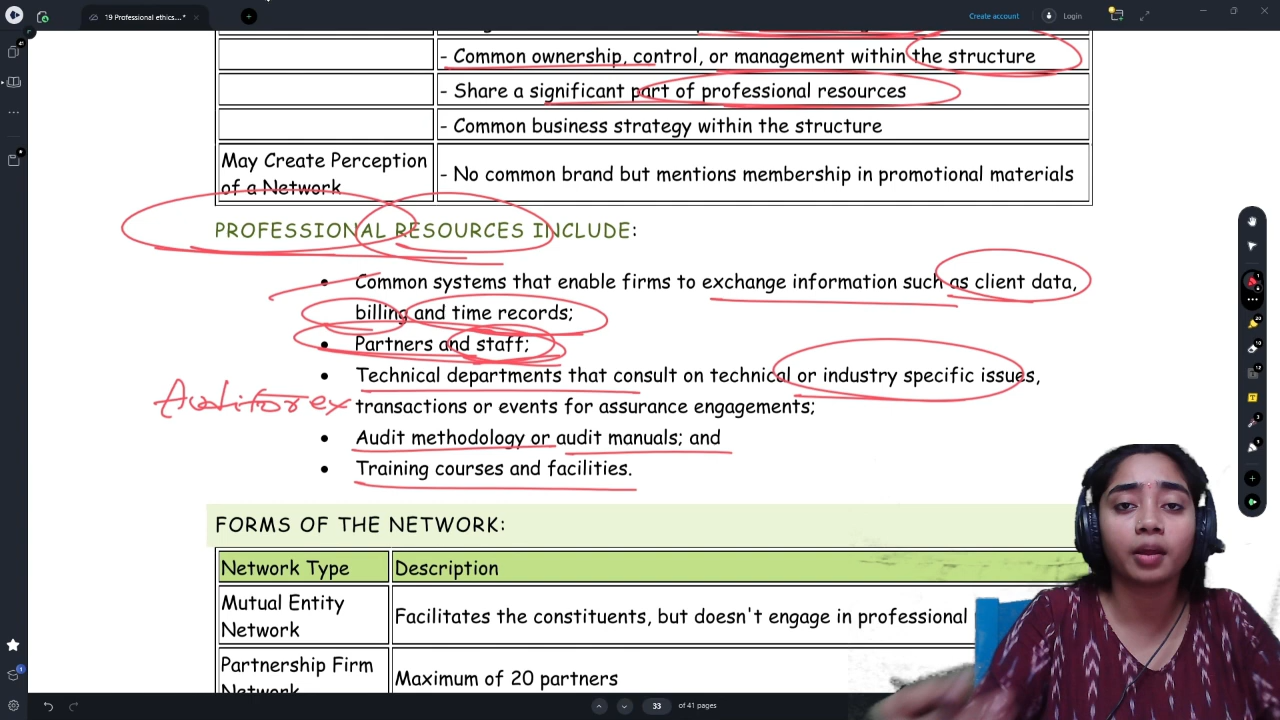 19 Professional ethics....*
Create account
Login
- Common ownership, control, or management within the structure
- Share a significant part of professional resources
- Common business strategy within the structure
May Create Perception
of a Network
- No common brand but mentions membership in promotional materials
PROFESSIONAL RESOURCES INCLUDE:
• Common systems that enable firms to exchange information such as client data,
billing and time records;
• Partners and staff;
• Technical departments that consult on technical or industry specific issues,
transactions or events for assurance engagements;
• Audit methodology or audit manuals; and
• Training courses and facilities.
FORMS OF THE NETWORK:
Network Type
Description
Mutual Entity
Network
Facilitates the constituents, but doesn't engage in professional
Partnership Firm
Network
Maximum of 20 partners
33 of 41 pages